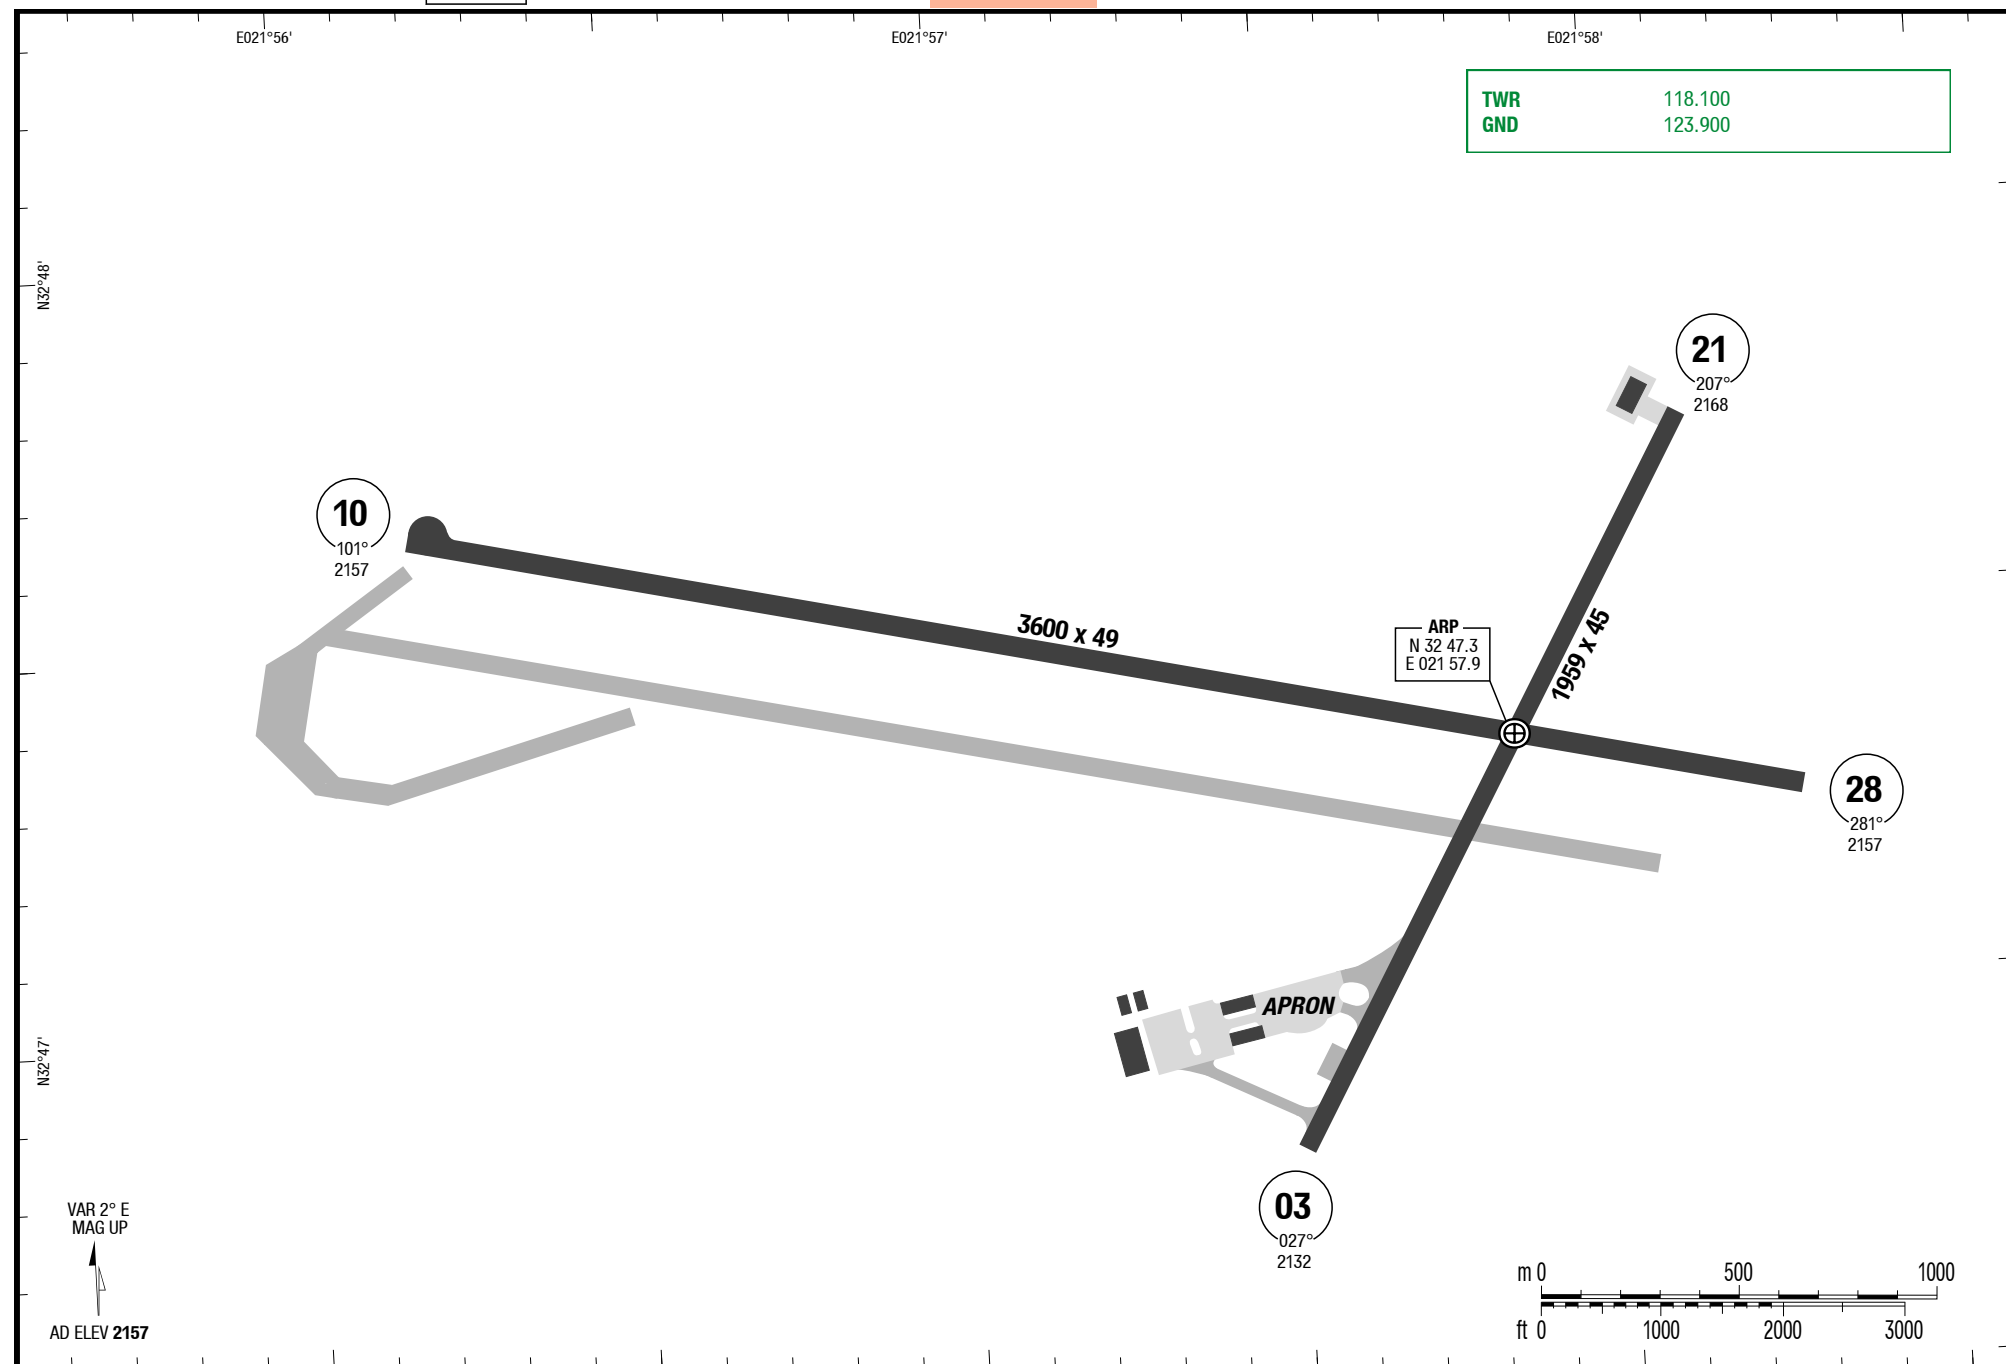 E021°56'
E021°57'
E021°58'
TWR 118.100
GND 123.900
N32°48'
21
207°
2168
10
101°
2157
3600 x 49
ARP
N 32 47.3
E 021 57.9
1959 x 45
28
281°
2157
APRON
N32°47'
03
027°
2132
VAR 2° E
MAG UP
AD ELEV 2157
m 0 500 1000
ft 0 1000 2000 3000